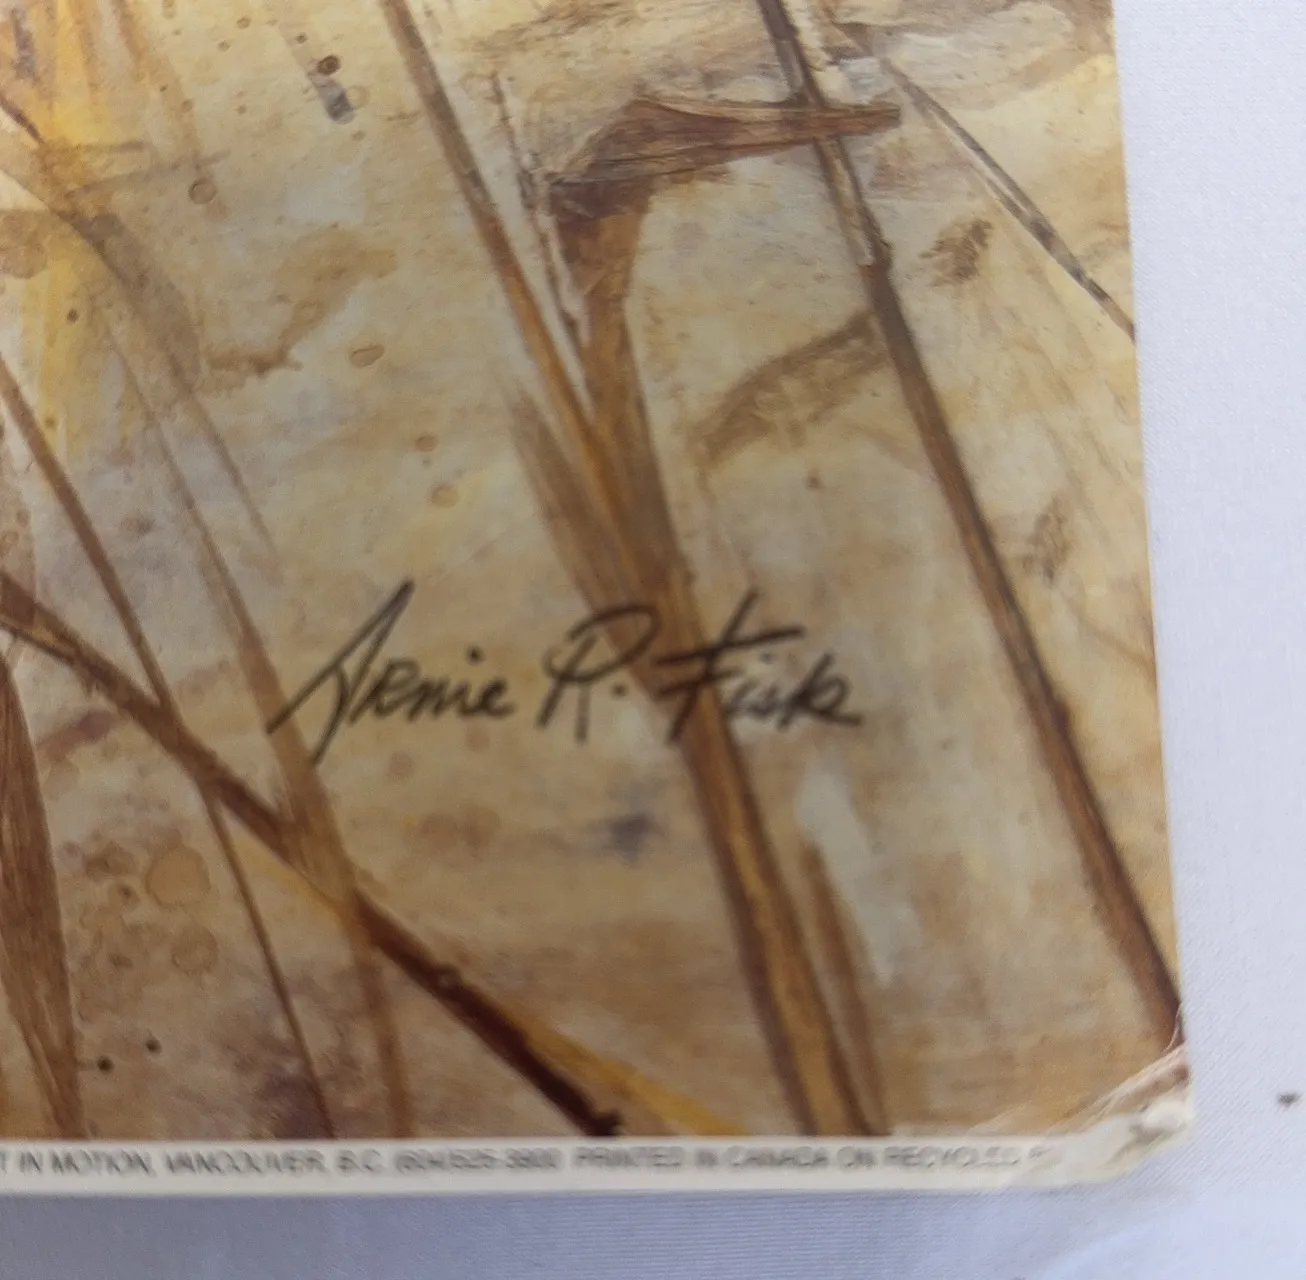 Arnie R. Fisk
T IN MOTION, VANCOUVER, B.C. (604)525-3900 PRINTED IN CANADA ON RECYCLED